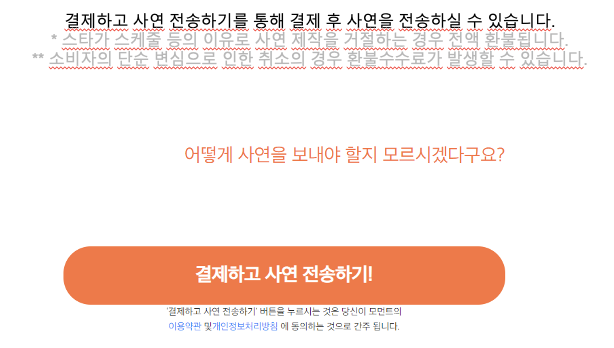 결제하고 사연 전송하기를 통해 결제 후 사연을 전송하실 수 있습니다.
* 스타가 스케줄 등의 이유로 사연 제작을 거절하는 경우 전액 환불됩니다.
** 소비자의 단순 변심으로 인한 취소의 경우 환불수수료가 발생할 수 있습니다.
어떻게 사연을 보내야 할지 모르시겠다구요?
결제하고 사연 전송하기!
'결제하고 사연 전송하기' 버튼을 누르시는 것은 당신이 모먼트의
이용약관 및개인정보처리방침 에 동의하는 것으로 간주 됩니다.